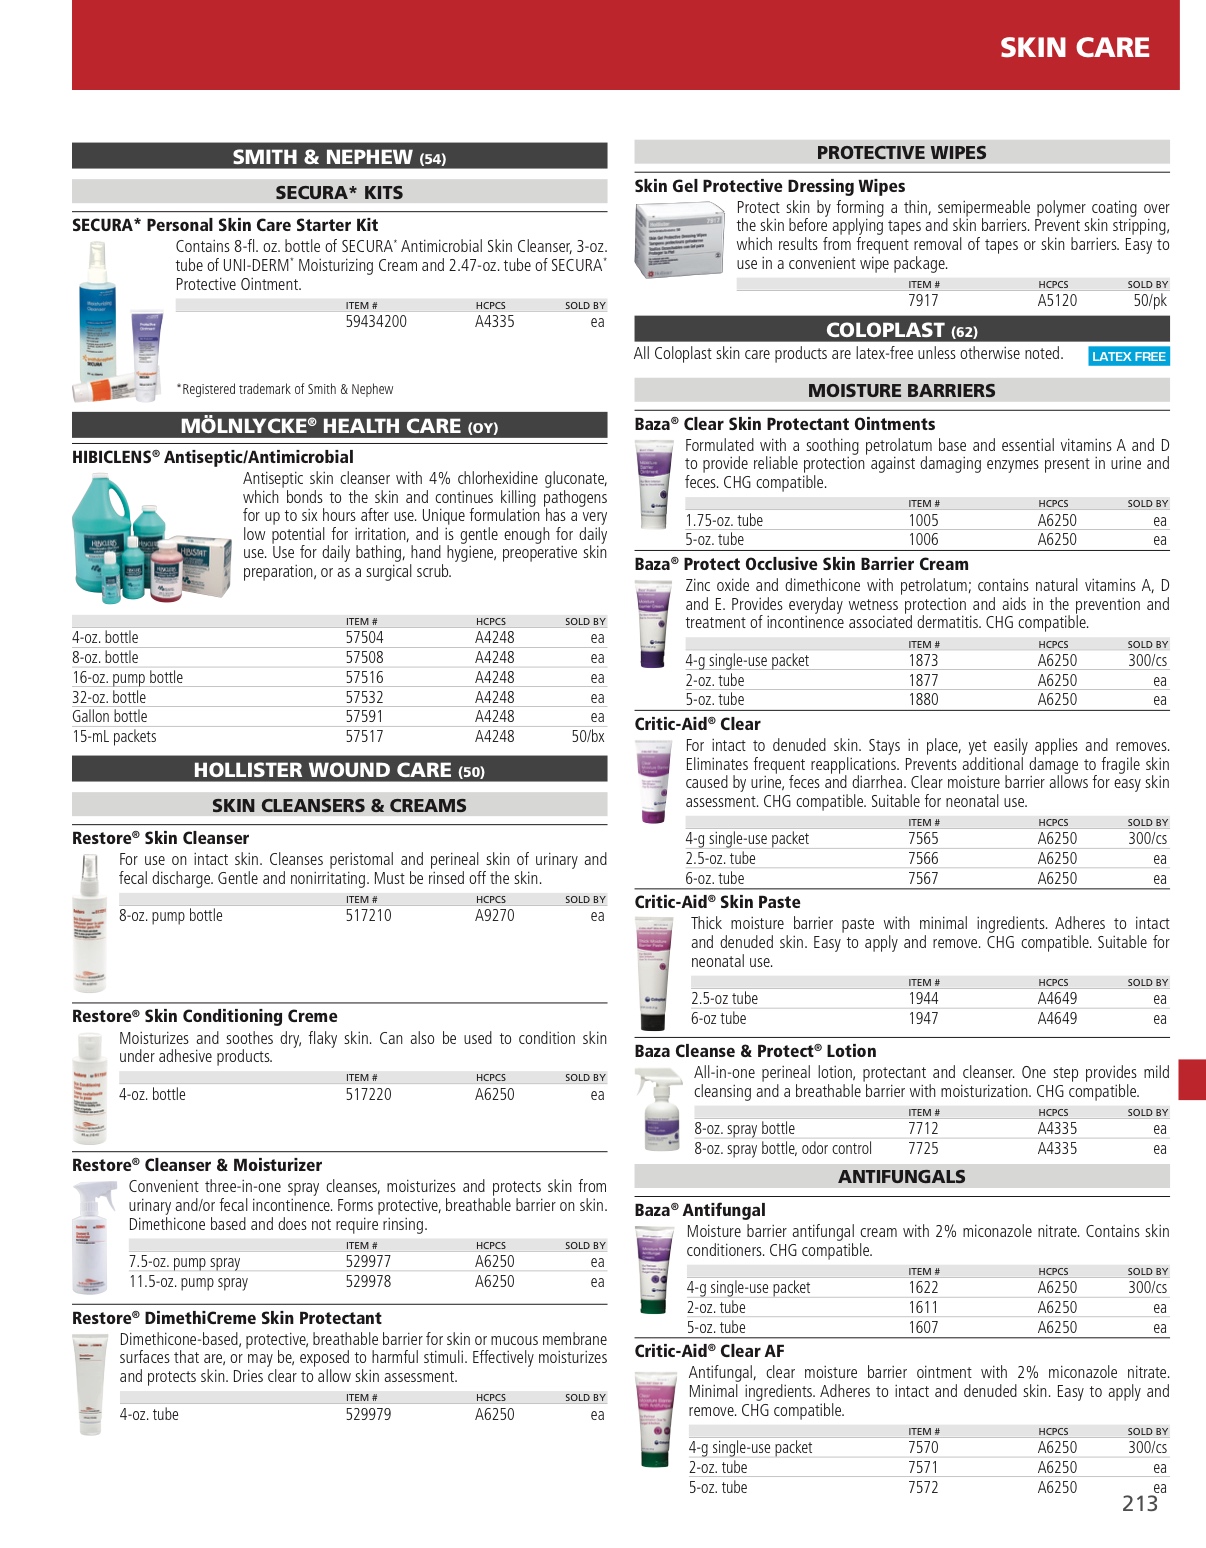 SKIN CARE
SMITH & NEPHEW (54)
SECURA* KITS
SECURA* Personal Skin Care Starter Kit
Contains 8-fl. oz. bottle of SECURA* Antimicrobial Skin Cleanser, 3-oz.
tube of UNI-DERM* Moisturizing Cream and 2.47-oz. tube of SECURA*
Protective Ointment.
ITEM # HCPCS SOLD BY
59434200 A4335 ea
*Registered trademark of Smith & Nephew
MÖLNLYCKE® HEALTH CARE (OY)
HIBICLENS® Antiseptic/Antimicrobial
Antiseptic skin cleanser with 4% chlorhexidine gluconate,
which bonds to the skin and continues killing pathogens
for up to six hours after use. Unique formulation has a very
low potential for irritation, and is gentle enough for daily
use. Use for daily bathing, hand hygiene, preoperative skin
preparation, or as a surgical scrub.
ITEM # HCPCS SOLD BY
4-oz. bottle 57504 A4248 ea
8-oz. bottle 57508 A4248 ea
16-oz. pump bottle 57516 A4248 ea
32-oz. bottle 57532 A4248 ea
Gallon bottle 57591 A4248 ea
15-mL packets 57517 A4248 50/bx
HOLLISTER WOUND CARE (50)
SKIN CLEANSERS & CREAMS
Restore® Skin Cleanser
For use on intact skin. Cleanses peristomal and perineal skin of urinary and
fecal discharge. Gentle and nonirritating. Must be rinsed off the skin.
ITEM # HCPCS SOLD BY
8-oz. pump bottle 517210 A9270 ea
Restore® Skin Conditioning Creme
Moisturizes and soothes dry, flaky skin. Can also be used to condition skin
under adhesive products.
ITEM # HCPCS SOLD BY
4-oz. bottle 517220 A6250 ea
Restore® Cleanser & Moisturizer
Convenient three-in-one spray cleanses, moisturizes and protects skin from
urinary and/or fecal incontinence. Forms protective, breathable barrier on skin.
Dimethicone based and does not require rinsing.
ITEM # HCPCS SOLD BY
7.5-oz. pump spray 529977 A6250 ea
11.5-oz. pump spray 529978 A6250 ea
Restore® DimethiCreme Skin Protectant
Dimethicone-based, protective, breathable barrier for skin or mucous membrane
surfaces that are, or may be, exposed to harmful stimuli. Effectively moisturizes
and protects skin. Dries clear to allow skin assessment.
ITEM # HCPCS SOLD BY
4-oz. tube 529979 A6250 ea
PROTECTIVE WIPES
Skin Gel Protective Dressing Wipes
Protect skin by forming a thin, semipermeable polymer coating over
the skin before applying tapes and skin barriers. Prevent skin stripping,
which results from frequent removal of tapes or skin barriers. Easy to
use in a convenient wipe package.
ITEM # HCPCS SOLD BY
7917 A5120 50/pk
COLOPLAST (62)
All Coloplast skin care products are latex-free unless otherwise noted. LATEX FREE
MOISTURE BARRIERS
Baza® Clear Skin Protectant Ointments
Formulated with a soothing petrolatum base and essential vitamins A and D
to provide reliable protection against damaging enzymes present in urine and
feces. CHG compatible.
ITEM # HCPCS SOLD BY
1.75-oz. tube 1005 A6250 ea
5-oz. tube 1006 A6250 ea
Baza® Protect Occlusive Skin Barrier Cream
Zinc oxide and dimethicone with petrolatum; contains natural vitamins A, D
and E. Provides everyday wetness protection and aids in the prevention and
treatment of incontinence associated dermatitis. CHG compatible.
ITEM # HCPCS SOLD BY
4-g single-use packet 1873 A6250 300/cs
2-oz. tube 1877 A6250 ea
5-oz. tube 1880 A6250 ea
Critic-Aid® Clear
For intact to denuded skin. Stays in place, yet easily applies and removes.
Eliminates frequent reapplications. Prevents additional damage to fragile skin
caused by urine, feces and diarrhea. Clear moisture barrier allows for easy skin
assessment. CHG compatible. Suitable for neonatal use.
ITEM # HCPCS SOLD BY
4-g single-use packet 7565 A6250 300/cs
2.5-oz. tube 7566 A6250 ea
6-oz. tube 7567 A6250 ea
Critic-Aid® Skin Paste
Thick moisture barrier paste with minimal ingredients. Adheres to intact
and denuded skin. Easy to apply and remove. CHG compatible. Suitable for
neonatal use.
ITEM # HCPCS SOLD BY
2.5-oz tube 1944 A4649 ea
6-oz tube 1947 A4649 ea
Baza Cleanse & Protect® Lotion
All-in-one perineal lotion, protectant and cleanser. One step provides mild
cleansing and a breathable barrier with moisturization. CHG compatible.
ITEM # HCPCS SOLD BY
8-oz. spray bottle 7712 A4335 ea
8-oz. spray bottle, odor control 7725 A4335 ea
ANTIFUNGALS
Baza® Antifungal
Moisture barrier antifungal cream with 2% miconazole nitrate. Contains skin
conditioners. CHG compatible.
ITEM # HCPCS SOLD BY
4-g single-use packet 1622 A6250 300/cs
2-oz. tube 1611 A6250 ea
5-oz. tube 1607 A6250 ea
Critic-Aid® Clear AF
Antifungal, clear moisture barrier ointment with 2% miconazole nitrate.
Minimal ingredients. Adheres to intact and denuded skin. Easy to apply and
remove. CHG compatible.
ITEM # HCPCS SOLD BY
4-g single-use packet 7570 A6250 300/cs
2-oz. tube 7571 A6250 ea
5-oz. tube 7572 A6250 ea
213